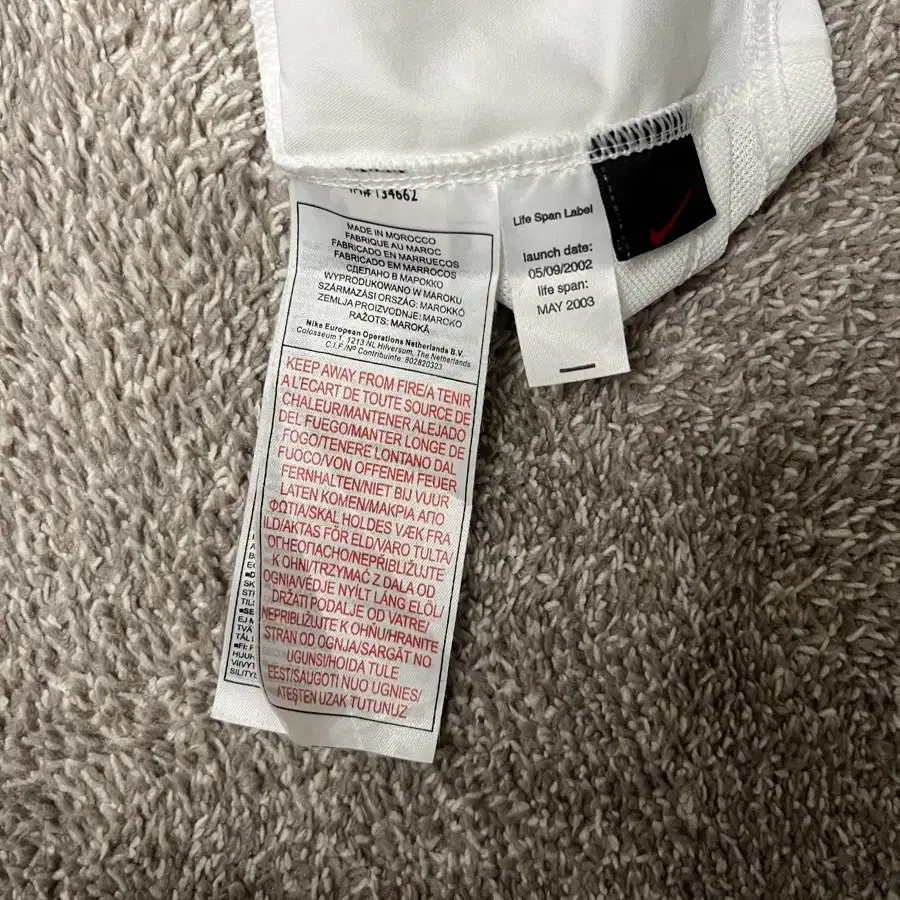 134662
MADE IN MOROCCO
FABRIQUE AU MAROC
FABRICADO EN MARRUECOS
FABRICADO EM MARROCOS
СДЕЛАНО В МАРОККО
WYPRODUKOWANO W MAROKU
SZÁRMAZÁSI ORSZÁG: MAROKKÓ
ZEMLJA PROIZVODNJE: MAROKO
RAŽOTS: MAROKĀ
Nike European Operations Netherlands B.V.
Colosseum 1, 1213 NL Hilversum, The Netherlands
C.I.F/Nº Contribuinte: 802820323
KEEP AWAY FROM FIRE/A TENIR
A L'ECART DE TOUTE SOURCE DE
CHALEUR/MANTENER ALEJADO
DEL FUEGO/MANTER LONGE DE
FOGO/TENERE LONTANO DAL
FUOCO/VON OFFENEM FEUER
FERNHALTEN/NIET BIJ VUUR
LATEN KOMEN/ΜΑΚΡΙΑ ΑΠΟ
ΦΩΤΙΑ/SKAL HOLDES VÆK FRA
ILD/AKTAS FÖR ELD/VARO TULTA/
ОГНЕОПАСНО/NEPŘIBLIŽUJTE
K OHNI/TRZYMAĆ Z DALA OD
OGNIA/VÉDJE NYÍLT LÁNG ELŐL/
DRŽATI PODALJE OD VATRE/
NEPRIBLIŽUJTE K OHŇU/HRANITE
STRAN OD OGNJA/SARGĀT NO
UGUNS/HOIDA TULE
EEST/SAUGOTI NUO UGNIES/
ATEŞTEN UZAK TUTUNUZ
Life Span Label
launch date:
05/09/2002
life span:
MAY 2003